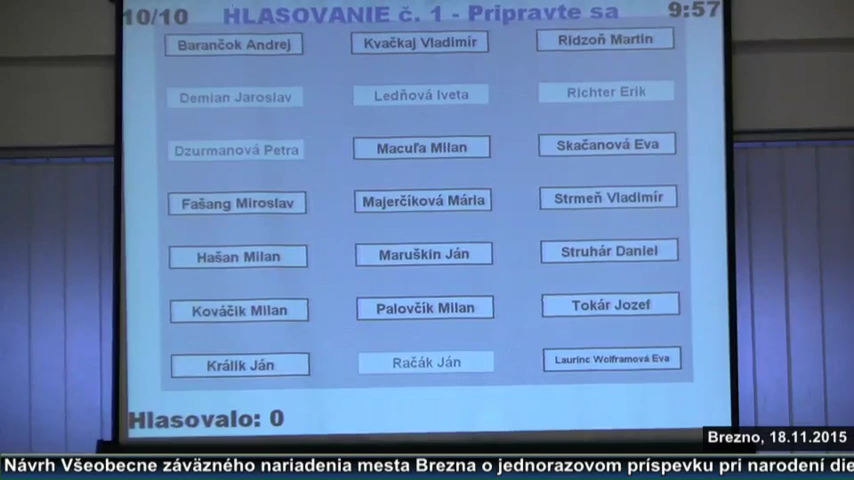 10/10 HLASOVANIE č. 1 - Pripravte sa 9:57
Barančok Andrej Kvačkaj Vladimír Ridzoň Martin
Demian Jaroslav Ledňová Iveta Richter Erik
Dzurmanová Petra Macuľa Milan Skačanová Eva
Fašang Miroslav Majerčíková Mária Strmeň Vladimír
Hašan Milan Maruškin Ján Struhár Daniel
Kováčik Milan Palovčík Milan Tokár Jozef
Králik Ján Račák Ján Laurinc Wolframová Eva
Hlasovalo: 0
Brezno, 18.11.2015
Návrh Všeobecne záväzného nariadenia mesta Brezna o jednorazovom príspevku pri narodení die